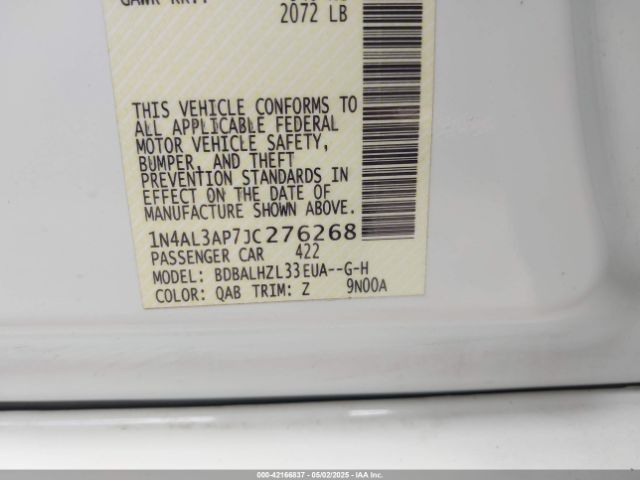 2072 LB
THIS VEHICLE CONFORMS TO
ALL APPLICABLE FEDERAL
MOTOR VEHICLE SAFETY,
BUMPER, AND THEFT
PREVENTION STANDARDS IN
EFFECT ON THE DATE OF
MANUFACTURE SHOWN ABOVE.
1N4AL3AP7JC276268
PASSENGER CAR 422
MODEL: BDBALHZL33EUA--G-H
COLOR: QAB TRIM: Z 9N00A
000-42166837 - 05/02/2025 - IAA Inc.